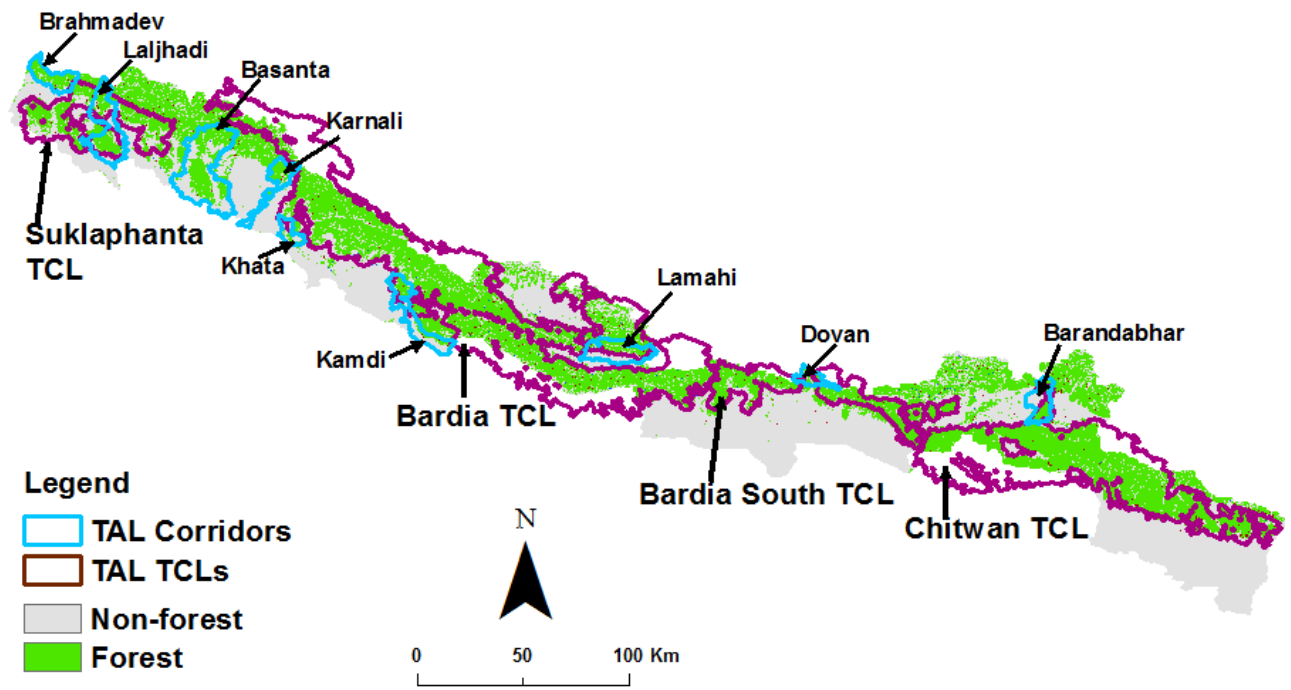 Brahmadev
Laljhadi
Basanta
Karnali
Suklaphanta
TCL
Khata
Lamahi
Kamdi
Dovan
Barandabhar
Bardia TCL
Bardia South TCL
Chitwan TCL
Legend
TAL Corridors
TAL TCLs
Non-forest
Forest
N
0 50 100 Km